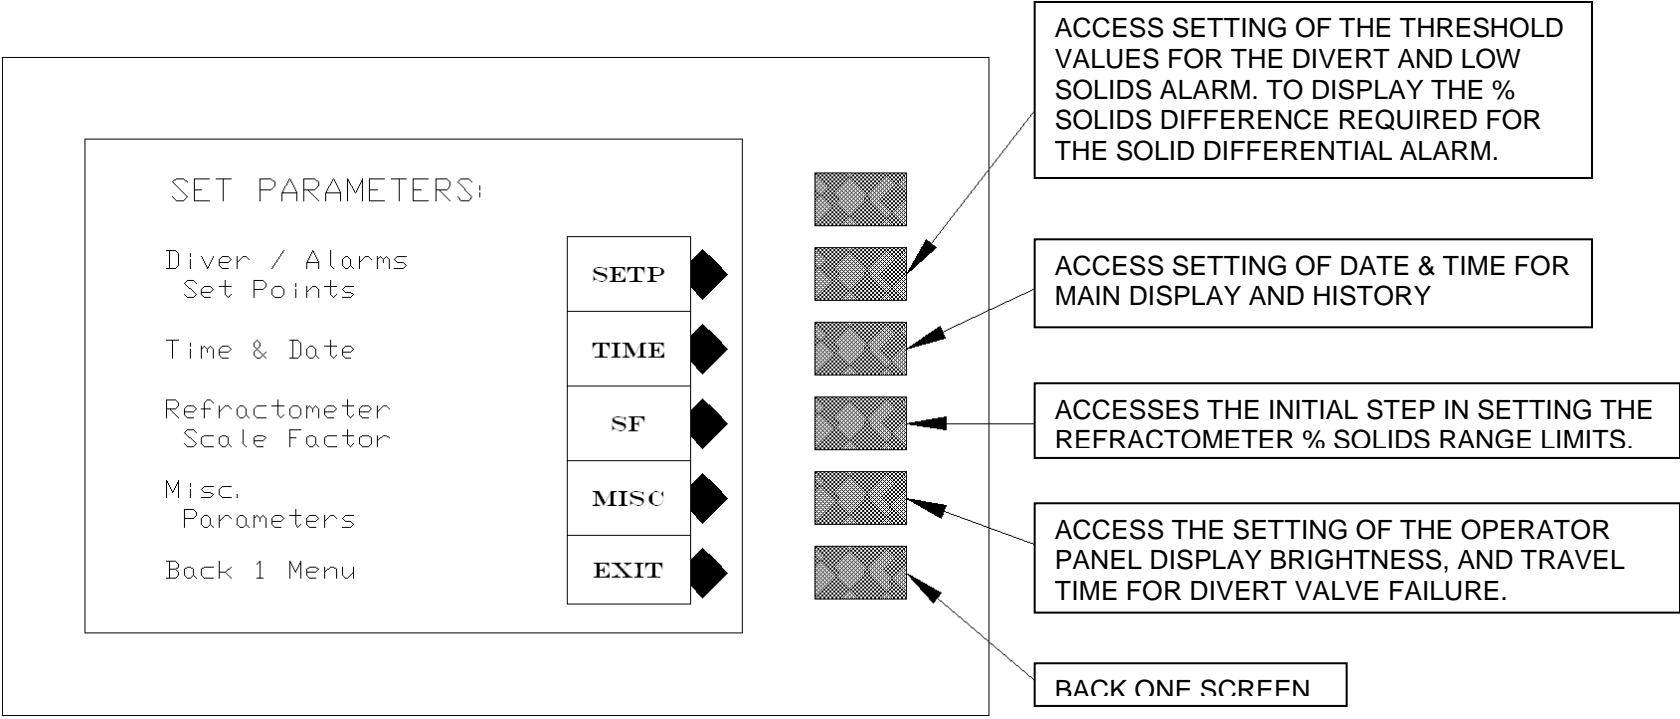 SET PARAMETERS:
Diver / Alarms
Set Points
SETP
Time & Date
TIME
Refractometer
Scale Factor
SF
Misc.
Parameters
MISC
Back 1 Menu
EXIT
ACCESS SETTING OF THE THRESHOLD
VALUES FOR THE DIVERT AND LOW
SOLIDS ALARM. TO DISPLAY THE %
SOLIDS DIFFERENCE REQUIRED FOR
THE SOLID DIFFERENTIAL ALARM.
ACCESS SETTING OF DATE & TIME FOR
MAIN DISPLAY AND HISTORY
ACCESSES THE INITIAL STEP IN SETTING THE
REFRACTOMETER % SOLIDS RANGE LIMITS.
ACCESS THE SETTING OF THE OPERATOR
PANEL DISPLAY BRIGHTNESS, AND TRAVEL
TIME FOR DIVERT VALVE FAILURE.
BACK ONE SCREEN